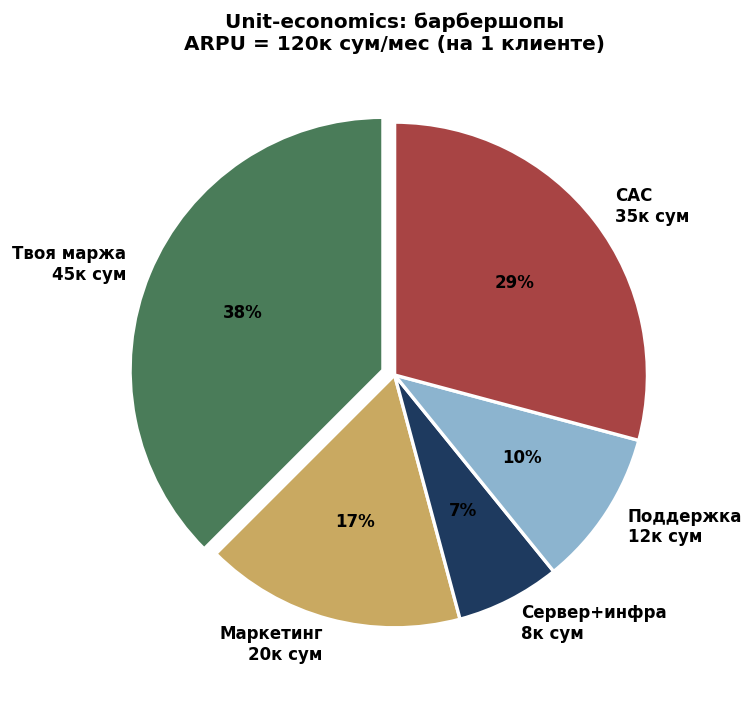 Unit-economics: барбершопы
ARPU = 120к сум/мес (на 1 клиенте)
CAC
35к сум
29%
Твоя маржа
45к сум
38%
10%
Поддержка
12к сум
7%
17%
Сервер+инфра
8к сум
Маркетинг
20к сум